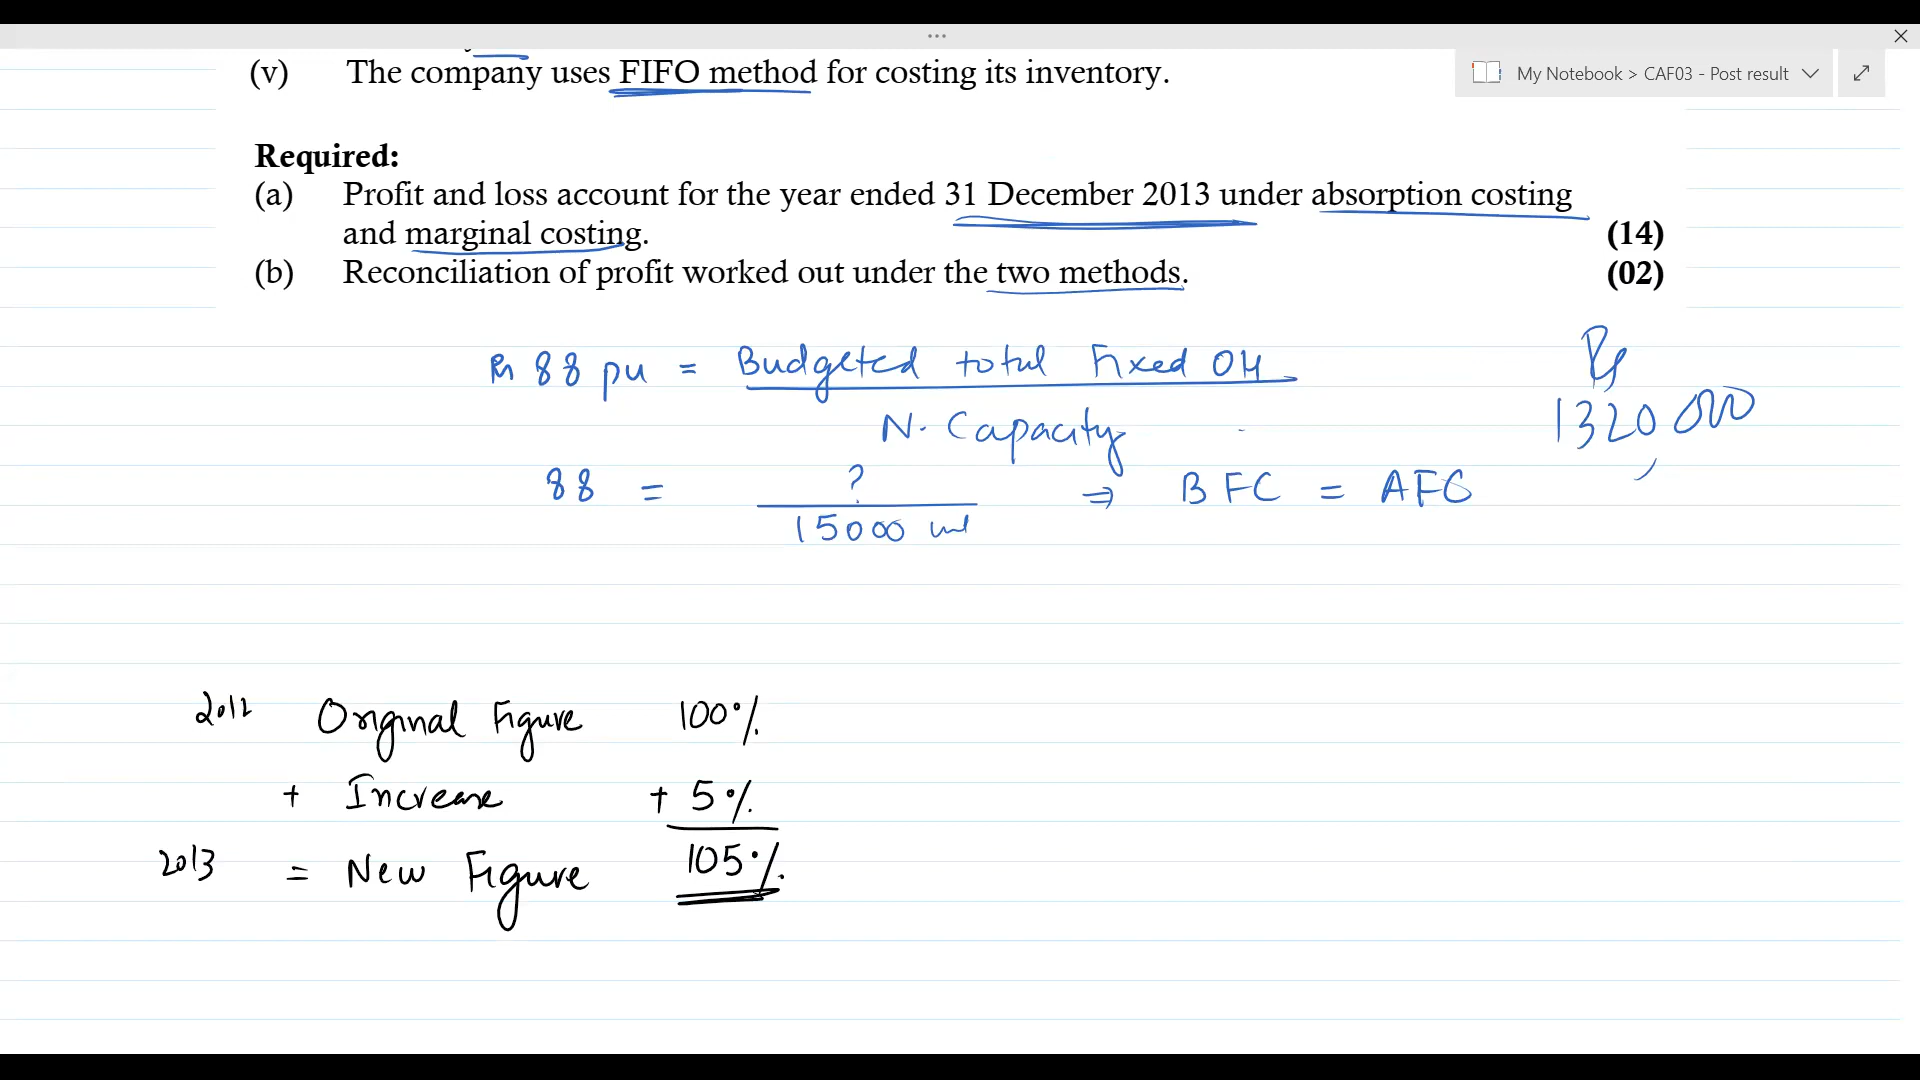 (v) The company uses FIFO method for costing its inventory.
My Notebook > CAF03 - Post result
Required:
(a) Profit and loss account for the year ended 31 December 2013 under absorption costing
and marginal costing. (14)
(b) Reconciliation of profit worked out under the two methods. (02)
Rs 88 pu = Budgeted total Fixed OH
N. Capacity
Rs
1320,000
88 = ?
15000 unt
⇒ BFC = AFC
2012 Original Figure 100%
+ Increase + 5%
2013 = New Figure 105%